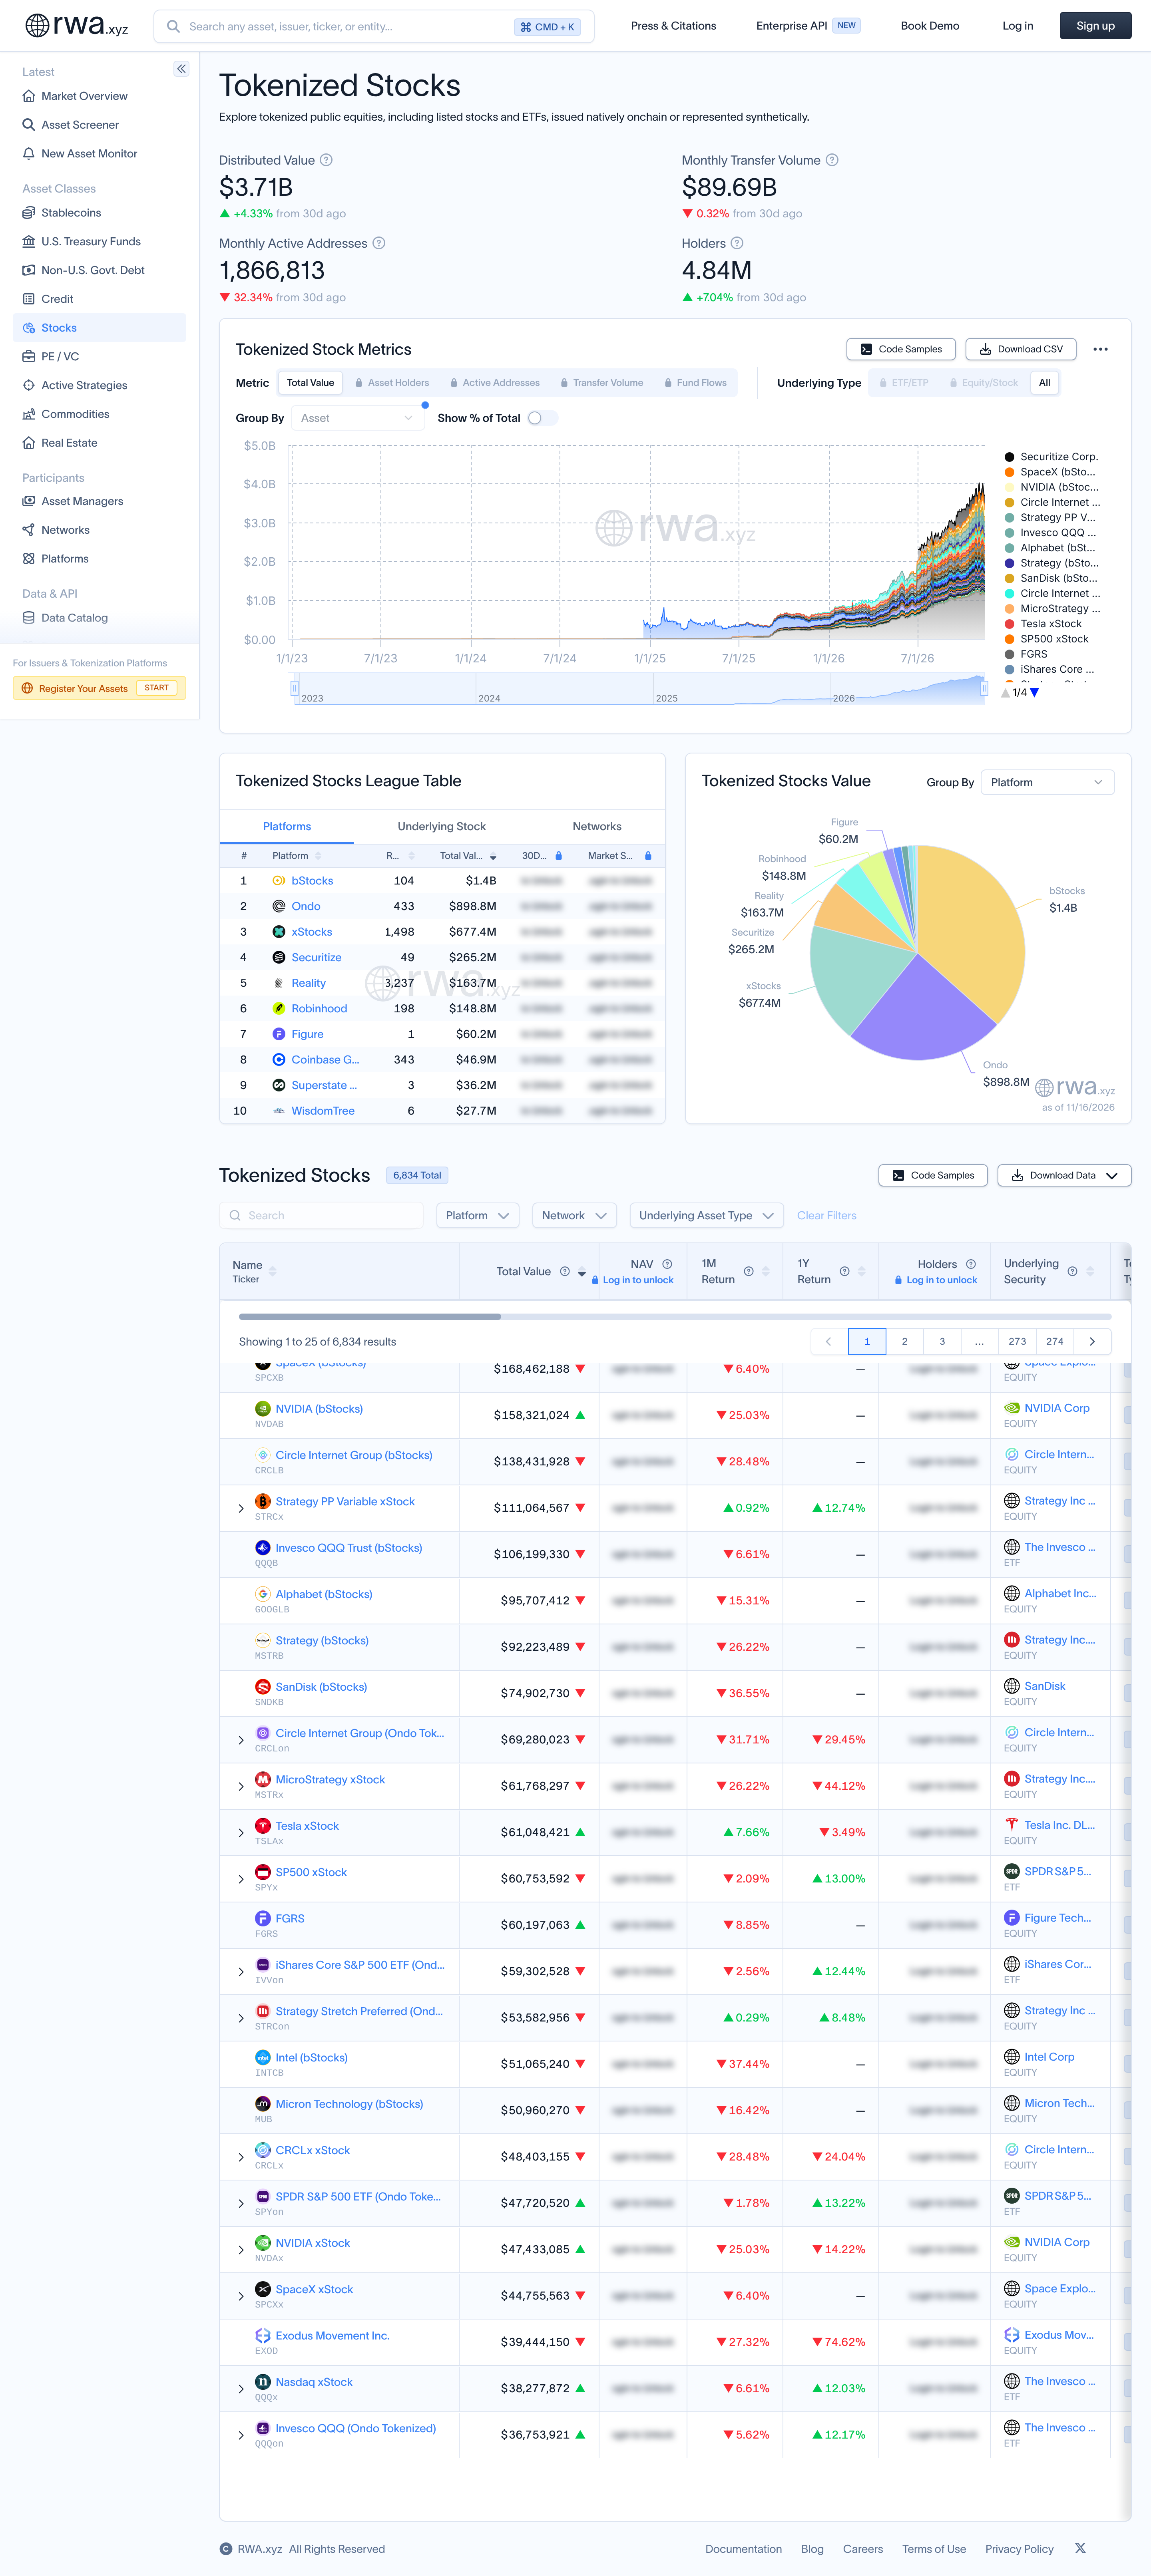 rwa.xyz
Search any asset, issuer, ticker, or entity...
CMD + K
Press & Citations
Enterprise API NEW
Book Demo
Log in
Sign up
Latest
Market Overview
Asset Screener
New Asset Monitor
Asset Classes
Stablecoins
U.S. Treasury Funds
Non-U.S. Govt. Debt
Credit
Stocks
PE / VC
Active Strategies
Commodities
Real Estate
Participants
Asset Managers
Networks
Platforms
Data & API
Data Catalog
For Issuers & Tokenization Platforms
Register Your Assets START
Tokenized Stocks
Explore tokenized public equities, including listed stocks and ETFs, issued natively onchain or represented synthetically.
Distributed Value
$3.71B
+4.33% from 30d ago
Monthly Transfer Volume
$89.69B
0.32% from 30d ago
Monthly Active Addresses
1,866,813
32.34% from 30d ago
Holders
4.84M
+7.04% from 30d ago
Tokenized Stock Metrics
Code Samples
Download CSV
Metric Total Value Asset Holders Active Addresses Transfer Volume Fund Flows
Underlying Type ETF/ETP Equity/Stock All
Group By Asset
Show % of Total
$5.0B
$4.0B
$3.0B
$2.0B
$1.0B
$0.00
1/1/23 7/1/23 1/1/24 7/1/24 1/1/25 7/1/25 1/1/26 7/1/26
2023 2024 2025 2026
rwa.xyz
Securitize Corp.
SpaceX (bSto...
NVIDIA (bStoc...
Circle Internet ...
Strategy PP V...
Invesco QQQ ...
Alphabet (bSt...
Strategy (bSto...
SanDisk (bSto...
Circle Internet ...
MicroStrategy ...
Tesla xStock
SP500 xStock
FGRS
iShares Core ...
1/4
Tokenized Stocks League Table
Platforms Underlying Stock Networks
# Platform R... Total Val... 30D... Market S...
1 bStocks 104 $1.4B
2 Ondo 433 $898.8M
3 xStocks 1,498 $677.4M
4 Securitize 49 $265.2M
5 Reality 3,237 $163.7M
6 Robinhood 198 $148.8M
7 Figure 1 $60.2M
8 Coinbase G... 343 $46.9M
9 Superstate ... 3 $36.2M
10 WisdomTree 6 $27.7M
rwa.xyz
Tokenized Stocks Value
Group By Platform
Figure
$60.2M
Robinhood
$148.8M
Reality
$163.7M
Securitize
$265.2M
xStocks
$677.4M
bStocks
$1.4B
Ondo
$898.8M
rwa.xyz
as of 11/16/2026
Tokenized Stocks 6,834 Total
Code Samples
Download Data
Search
Platform
Network
Underlying Asset Type
Clear Filters
Name
Ticker
Total Value
NAV
Log in to unlock
1M
Return
1Y
Return
Holders
Log in to unlock
Underlying
Security
Showing 1 to 25 of 6,834 results
1 2 3 ... 273 274
SpaceX (bStocks) $168,462,188 6.40% — Space Explo...
SPCXB EQUITY
NVIDIA (bStocks) $158,321,024 25.03% — NVIDIA Corp
NVDAB EQUITY
Circle Internet Group (bStocks) $138,431,928 28.48% — Circle Intern...
CRCLB EQUITY
Strategy PP Variable xStock $111,064,567 0.92% 12.74% Strategy Inc ...
STRCx EQUITY
Invesco QQQ Trust (bStocks) $106,199,330 6.61% — The Invesco ...
QQQB ETF
Alphabet (bStocks) $95,707,412 15.31% — Alphabet Inc...
GOOGLB EQUITY
Strategy (bStocks) $92,223,489 26.22% — Strategy Inc....
MSTRB EQUITY
SanDisk (bStocks) $74,902,730 36.55% — SanDisk
SNDKB EQUITY
Circle Internet Group (Ondo Tok... $69,280,023 31.71% 29.45% Circle Intern...
CRCLon EQUITY
MicroStrategy xStock $61,768,297 26.22% 44.12% Strategy Inc....
MSTRx EQUITY
Tesla xStock $61,048,421 7.66% 3.49% Tesla Inc. DL...
TSLAx EQUITY
SP500 xStock $60,753,592 2.09% 13.00% SPDR S&P 5...
SPYx ETF
FGRS $60,197,063 8.85% — Figure Tech...
FGRS EQUITY
iShares Core S&P 500 ETF (Ond... $59,302,528 2.56% 12.44% iShares Cor...
IVVon ETF
Strategy Stretch Preferred (Ond... $53,582,956 0.29% 8.48% Strategy Inc ...
STRCon EQUITY
Intel (bStocks) $51,065,240 37.44% — Intel Corp
INTCB EQUITY
Micron Technology (bStocks) $50,960,270 16.42% — Micron Tech...
MUB EQUITY
CRCLx xStock $48,403,155 28.48% 24.04% Circle Intern...
CRCLx EQUITY
SPDR S&P 500 ETF (Ondo Toke... $47,720,520 1.78% 13.22% SPDR S&P 5...
SPYon ETF
NVIDIA xStock $47,433,085 25.03% 14.22% NVIDIA Corp
NVDAx EQUITY
SpaceX xStock $44,755,563 6.40% — Space Explo...
SPCXx EQUITY
Exodus Movement Inc. $39,444,150 27.32% 74.62% Exodus Mov...
EXOD EQUITY
Nasdaq xStock $38,277,872 6.61% 12.03% The Invesco ...
QQQx ETF
Invesco QQQ (Ondo Tokenized) $36,753,921 5.62% 12.17% The Invesco ...
QQQon ETF
RWA.xyz All Rights Reserved
Documentation Blog Careers Terms of Use Privacy Policy